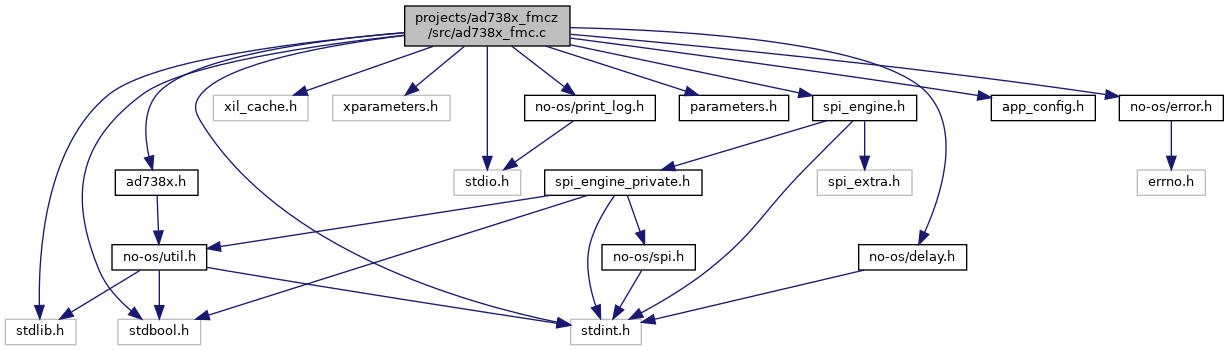 projects/ad738x_fmcz
/src/ad738x_fmc.c
xil_cache.h
xparameters.h
no-os/print_log.h
parameters.h
spi_engine.h
app_config.h
no-os/error.h
ad738x.h
stdio.h
spi_engine_private.h
spi_extra.h
errno.h
no-os/util.h
no-os/spi.h
no-os/delay.h
stdlib.h
stdbool.h
stdint.h